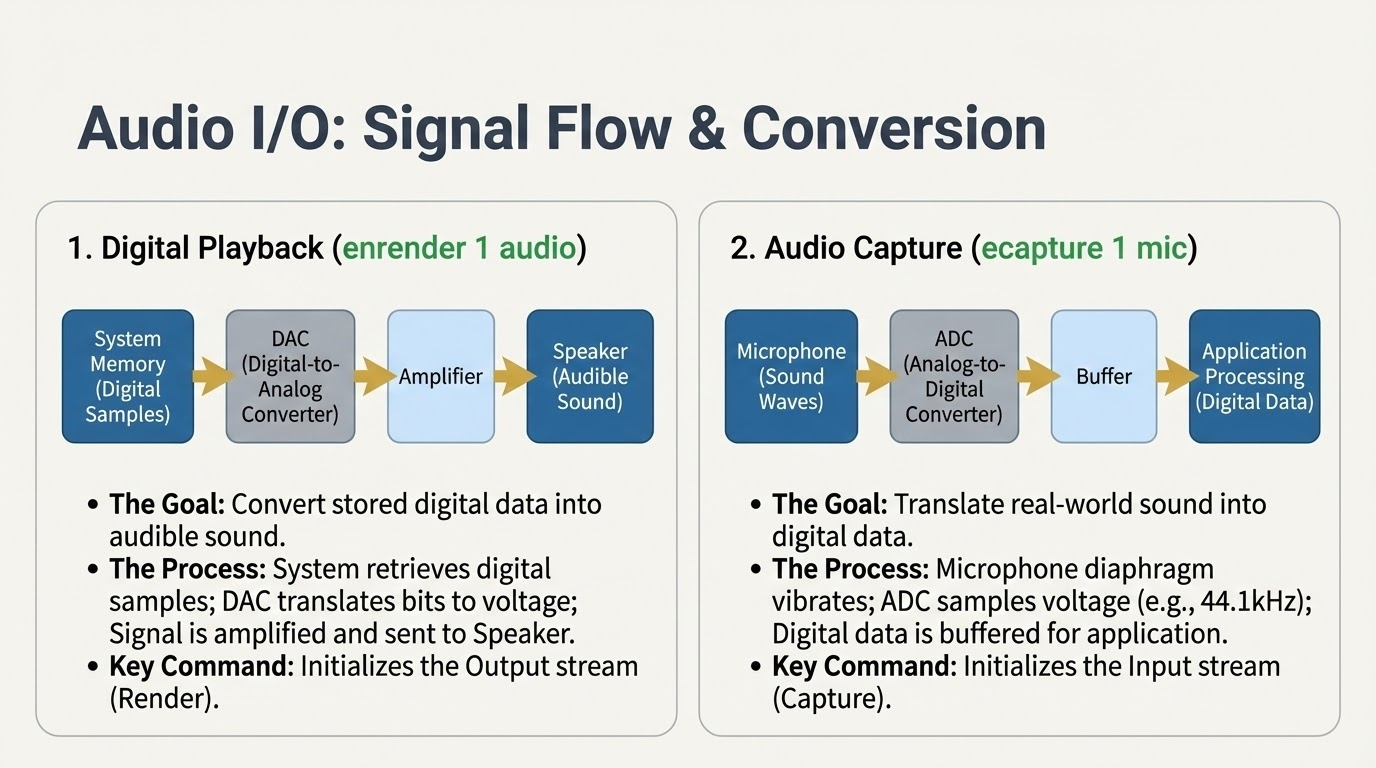 Audio I/O: Signal Flow & Conversion
1. Digital Playback (enrender 1 audio)
System
Memory
(Digital
Samples)
DAC
(Digital-to-
Analog
Converter)
Amplifier
Speaker
(Audible
Sound)
• The Goal: Convert stored digital data into
audible sound.
• The Process: System retrieves digital
samples; DAC translates bits to voltage;
Signal is amplified and sent to Speaker.
• Key Command: Initializes the Output stream
(Render).
2. Audio Capture (ecapture 1 mic)
Microphone
(Sound
Waves)
ADC
(Analog-to-
Digital
Converter)
Buffer
Application
Processing
(Digital Data)
• The Goal: Translate real-world sound into
digital data.
• The Process: Microphone diaphragm
vibrates; ADC samples voltage (e.g., 44.1kHz);
Digital data is buffered for application.
• Key Command: Initializes the Input stream
(Capture).